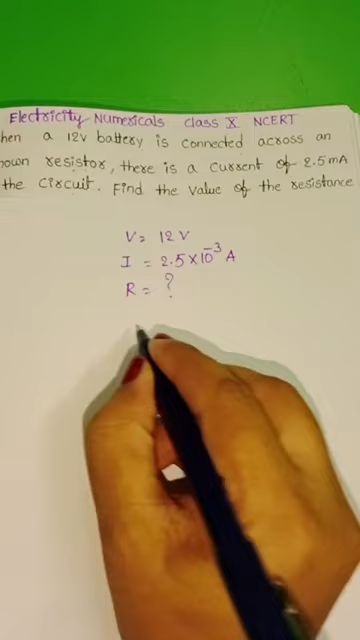 Electricity Numericals class X NCERT
hen a 12V battery is connected across an
nown resistor, there is a current of 2.5mA
the circuit. Find the value of the resistance
V= 12 V
I = 2.5 × 10⁻³ A
R = ?